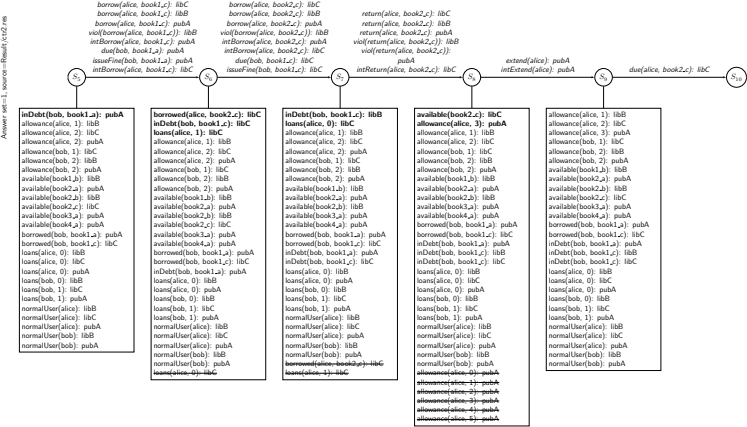 Answer set=1, source=Result/ctr2.res
borrow(alice, book1_c): libC
borrow(alice, book1_c): libC
borrow(alice, book1_c): pubA
viol(borrow(alice, book1_c)): libC
intBorrow(alice, book1_c): pubA
due(bob, book1_a): pubA
issueFine(bob, book1_a): pubA
intBorrow(alice, book1_c): libC
borrow(alice, book2_c): libC
borrow(alice, book2_c): libC
borrow(alice, book2_c): pubA
viol(borrow(alice, book2_c)): libC
intBorrow(alice, book2_c): pubA
intBorrow(alice, book2_c): libC
due(bob, book1_c): libC
issueFine(bob, book1_c): libC
return(alice, book2_c): libC
return(alice, book2_c): libC
return(alice, book2_c): pubA
viol(return(alice, book2_c)): libC
viol(return(alice, book2_c)):
pubA
intReturn(alice, book2_c): libC
extend(alice): pubA
intExtend(alice): pubA
due(alice, book2_c): libC
S5
S6
S7
S8
S9
S10
inDebt(bob, book1_a): pubA
allowance(alice, 1): libB
allowance(alice, 2): libC
allowance(alice, 2): pubA
allowance(bob, 1): libC
allowance(bob, 2): libB
allowance(bob, 2): pubA
available(book1_b): libB
available(book2_a): pubA
available(book2_b): libB
available(book2_c): libC
available(book3_a): pubA
available(book4_a): pubA
borrowed(bob, book1_a): pubA
borrowed(bob, book1_c): libC
loans(alice, 0): libB
loans(alice, 0): libC
loans(alice, 0): pubA
loans(bob, 0): libB
loans(bob, 1): libC
loans(bob, 1): pubA
normalUser(alice): libB
normalUser(alice): libC
normalUser(alice): pubA
normalUser(bob): libB
normalUser(bob): pubA
borrowed(alice, book2_c): libC
inDebt(bob, book1_c): libC
loans(alice, 1): libC
allowance(alice, 1): libB
allowance(alice, 2): libC
allowance(alice, 2): pubA
allowance(bob, 1): libC
allowance(bob, 2): libB
allowance(bob, 2): pubA
available(book1_b): libB
available(book2_a): pubA
available(book2_b): libB
available(book2_c): libC
available(book3_a): pubA
available(book4_a): pubA
borrowed(bob, book1_a): pubA
borrowed(bob, book1_c): libC
inDebt(bob, book1_a): pubA
loans(alice, 0): libB
loans(alice, 0): pubA
loans(bob, 0): libB
loans(bob, 1): libC
loans(bob, 1): pubA
normalUser(alice): libB
normalUser(alice): libC
normalUser(alice): pubA
normalUser(bob): libB
normalUser(bob): pubA
loans(alice, 0): libC
inDebt(bob, book1_c): libB
loans(alice, 0): libC
allowance(alice, 1): libB
allowance(alice, 2): libC
allowance(alice, 2): pubA
allowance(bob, 1): libC
allowance(bob, 2): libB
allowance(bob, 2): pubA
available(book1_b): libB
available(book2_a): pubA
available(book2_b): libB
available(book3_a): pubA
available(book4_a): pubA
borrowed(bob, book1_a): pubA
borrowed(bob, book1_c): libC
inDebt(bob, book1_a): pubA
inDebt(bob, book1_c): libC
loans(alice, 0): libB
loans(alice, 0): pubA
loans(alice, 1): libC
loans(bob, 0): libB
loans(bob, 1): libC
loans(bob, 1): pubA
normalUser(alice): libB
normalUser(alice): libC
normalUser(alice): pubA
normalUser(bob): libB
normalUser(bob): pubA
borrowed(alice, book2_c): libC
loans(alice, 1): libC
available(book2_c): libC
allowance(alice, 3): pubA
allowance(alice, 1): libB
allowance(alice, 2): libC
allowance(bob, 1): libC
allowance(bob, 2): libB
allowance(bob, 2): pubA
available(book1_b): libB
available(book2_a): pubA
available(book2_b): libB
available(book3_a): pubA
available(book4_a): pubA
borrowed(bob, book1_a): pubA
borrowed(bob, book1_c): libC
inDebt(bob, book1_a): pubA
inDebt(bob, book1_c): libB
inDebt(bob, book1_c): libC
loans(alice, 0): libB
loans(alice, 0): libC
loans(alice, 0): pubA
loans(bob, 0): libB
loans(bob, 1): libC
loans(bob, 1): pubA
normalUser(alice): libB
normalUser(alice): libC
normalUser(alice): pubA
normalUser(bob): libB
normalUser(bob): pubA
allowance(alice, 0): pubA
allowance(alice, 1): pubA
allowance(alice, 2): pubA
allowance(alice, 3): pubA
allowance(alice, 4): pubA
allowance(alice, 5): pubA
allowance(alice, 1): libB
allowance(alice, 2): libC
allowance(alice, 3): pubA
allowance(bob, 1): libC
allowance(bob, 2): libB
allowance(bob, 2): pubA
available(book1_b): libB
available(book2_a): pubA
available(book2_b): libB
available(book2_c): libC
available(book3_a): pubA
available(book4_a): pubA
borrowed(bob, book1_a): pubA
borrowed(bob, book1_c): libC
inDebt(bob, book1_a): pubA
inDebt(bob, book1_c): libB
inDebt(bob, book1_c): libC
loans(alice, 0): libB
loans(alice, 0): libC
loans(alice, 0): pubA
loans(bob, 0): libB
loans(bob, 1): libC
loans(bob, 1): pubA
normalUser(alice): libB
normalUser(alice): libC
normalUser(alice): pubA
normalUser(bob): libB
normalUser(bob): pubA